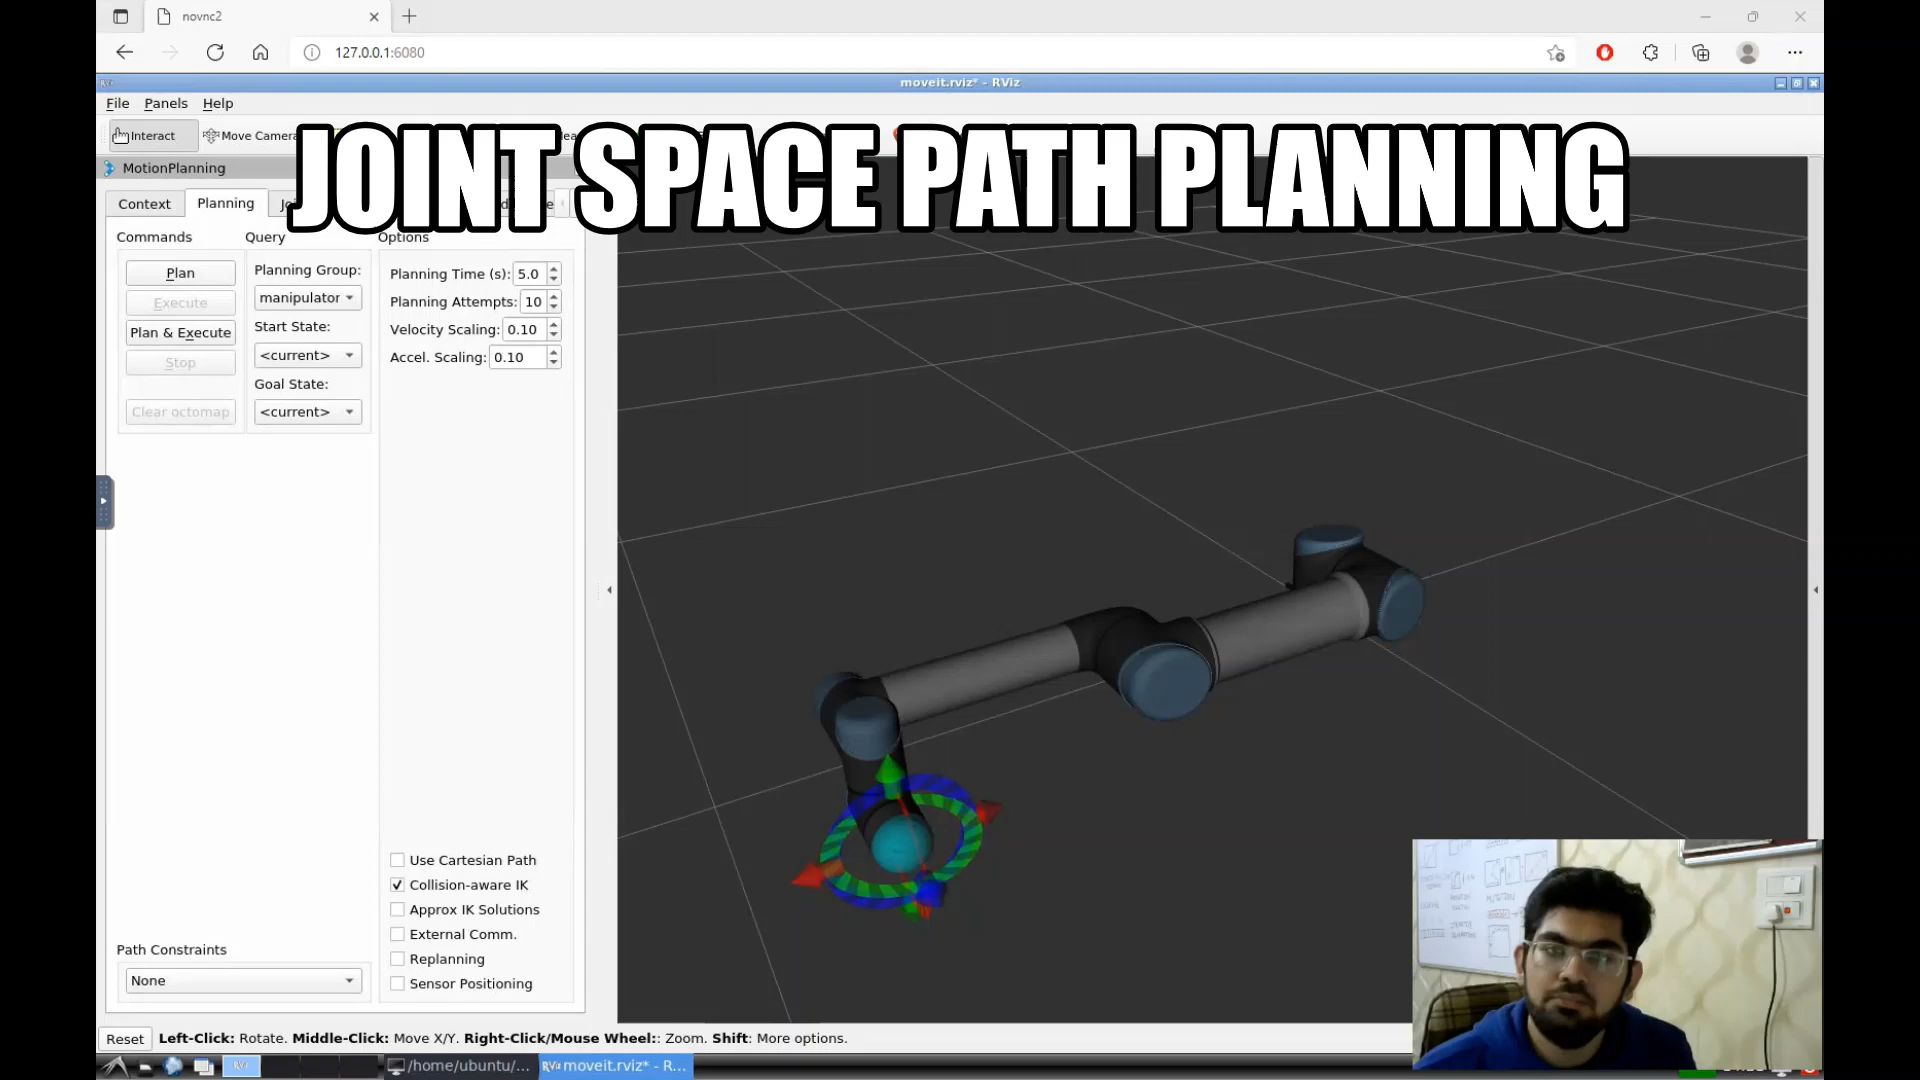 novnc2
127.0.0.1:6080
moveit.rviz* - RViz
File Panels Help
Interact Move Camera
JOINT SPACE PATH PLANNING
MotionPlanning
Context Planning
Commands Query Options
Plan
Execute
Plan & Execute
Stop
Clear octomap
Planning Group:
manipulator
Start State:
<current>
Goal State:
<current>
Planning Time (s): 5.0
Planning Attempts: 10
Velocity Scaling: 0.10
Accel. Scaling: 0.10
Use Cartesian Path
Collision-aware IK
Approx IK Solutions
External Comm.
Replanning
Sensor Positioning
Path Constraints
None
Reset Left-Click: Rotate. Middle-Click: Move X/Y. Right-Click/Mouse Wheel:: Zoom. Shift: More options.
/home/ubuntu/... moveit.rviz* - R...